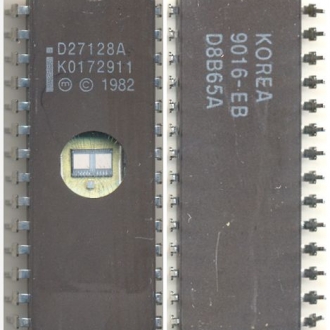 i D27128A
K0172911
Ⓜ © 1982
KOREA
9016-EB
D8B65A